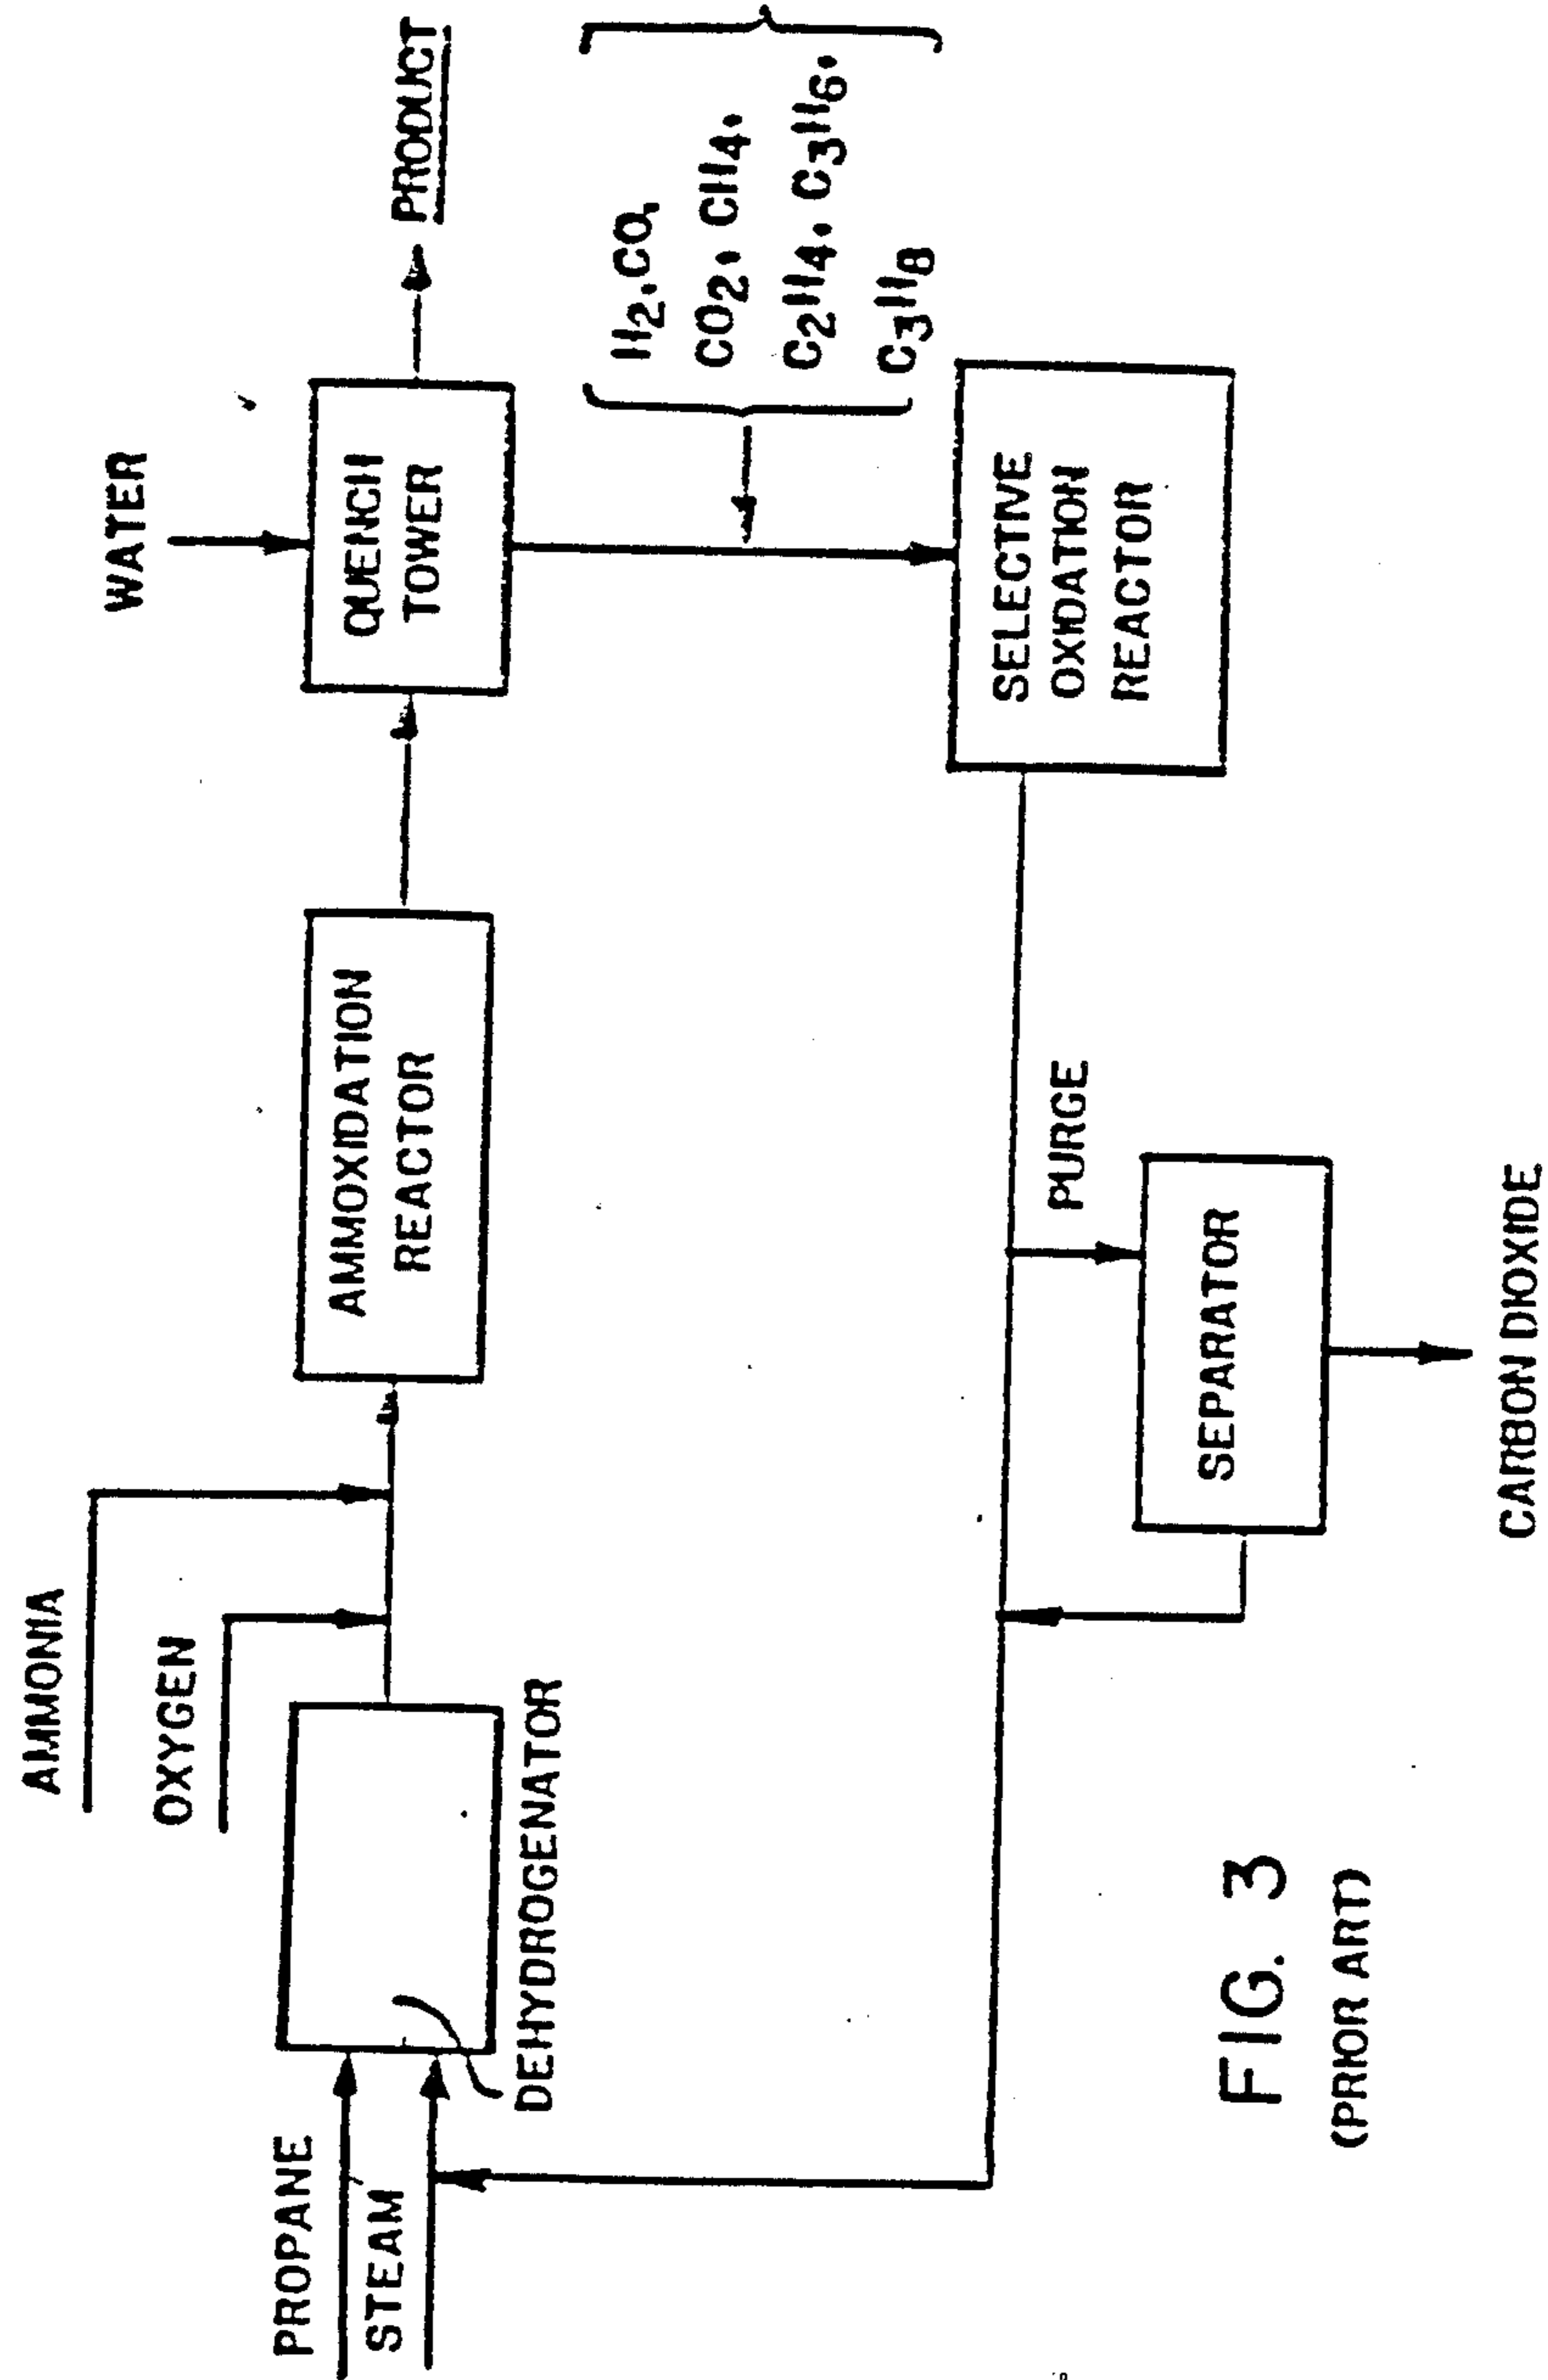 AMMONIA
OXYGEN
WATER
PROPANE
STEAM
DEHYDROGENATOR
AMMOXIDATION
REACTOR
QUENCH
TOWER
PRODUCT
H2, CO,
CO2, CH4,
C2H4, C3H6,
C3H8
SELECTIVE
OXIDATION
REACTOR
PURGE
SEPARATOR
CARBON DIOXIDE
FIG. 3
(PRIOR ART)